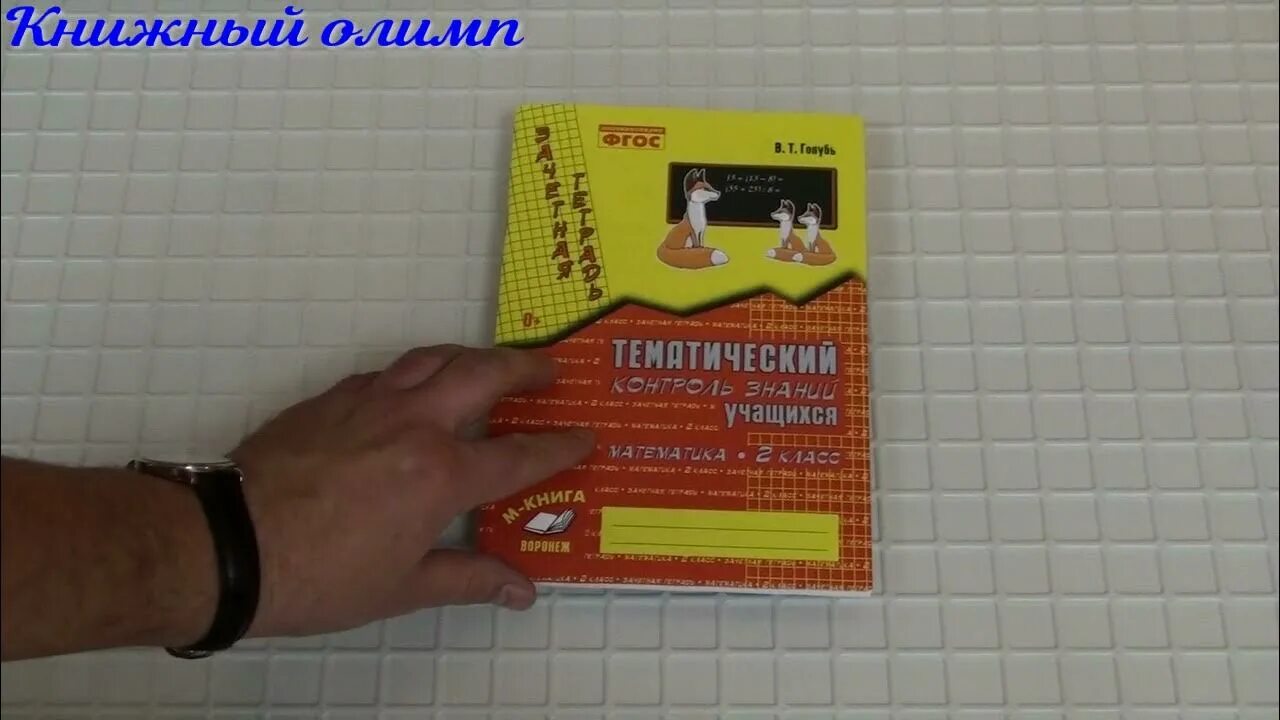 Книжный олимп
ЗАЧЕТНАЯ
ТЕТРАДЬ
ФГОС
В. Т. Голубь
0+
ТЕМАТИЧЕСКИЙ
КОНТРОЛЬ ЗНАНИЙ
УЧАЩИХСЯ
МАТЕМАТИКА • 2 КЛАСС
М-КНИГА
ВОРОНЕЖ